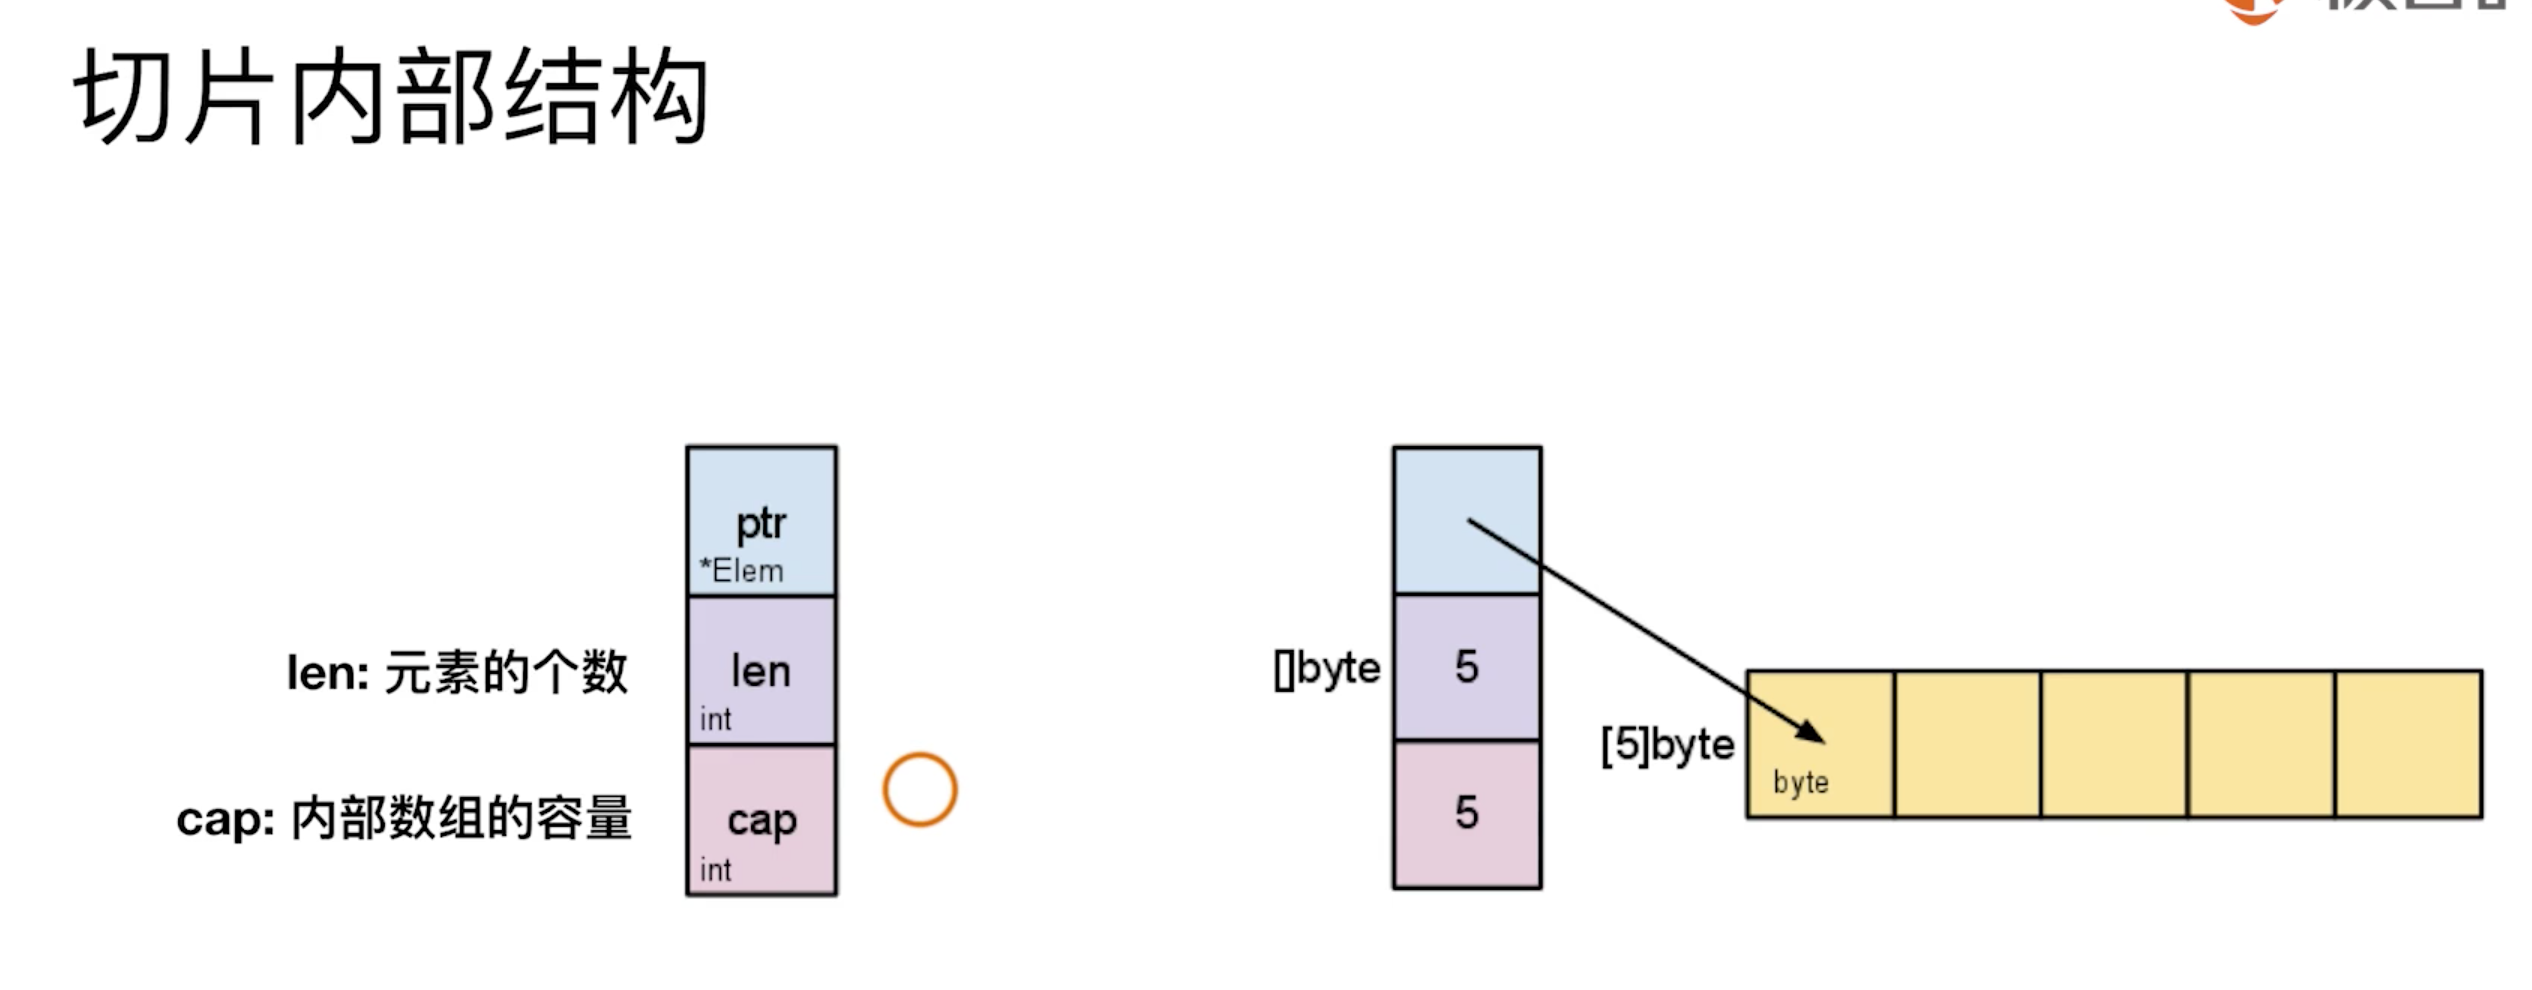 切片内部结构
ptr
*Elem
len: 元素的个数
len
int
cap: 内部数组的容量
cap
int
[]byte
5
5
[5]byte
byte